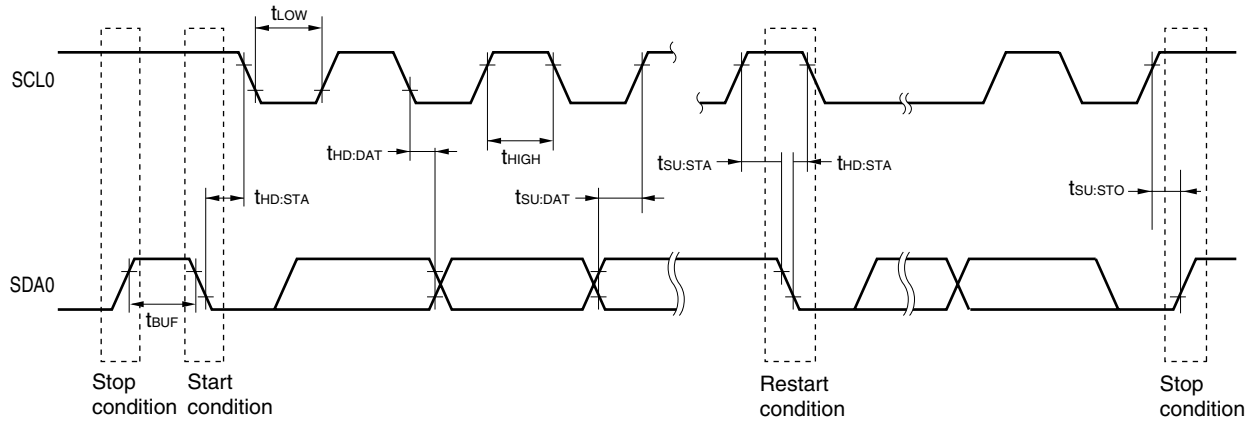 tLOW
SCL0
tHD:DAT
tHIGH
tSU:STA
tHD:STA
tHD:STA
tSU:DAT
tSU:STO
SDA0
tBUF
Stop
condition
Start
condition
Restart
condition
Stop
condition